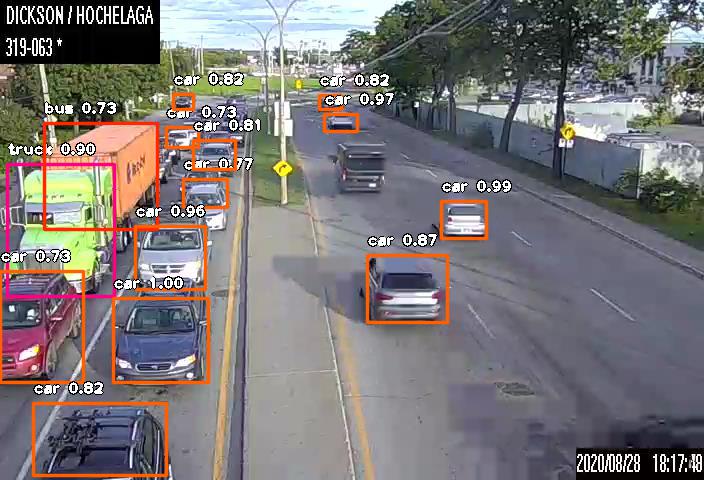 DICKSON / HOCHELAGA
319-063 *
car 0.82
car 0.82
bus 0.73
car 0.97
car 0.73
car 0.81
truck 0.90
car 0.77
car 0.99
car 0.96
car 0.87
car 0.73
car 1.00
car 0.82
2020/08/28 18:17:48